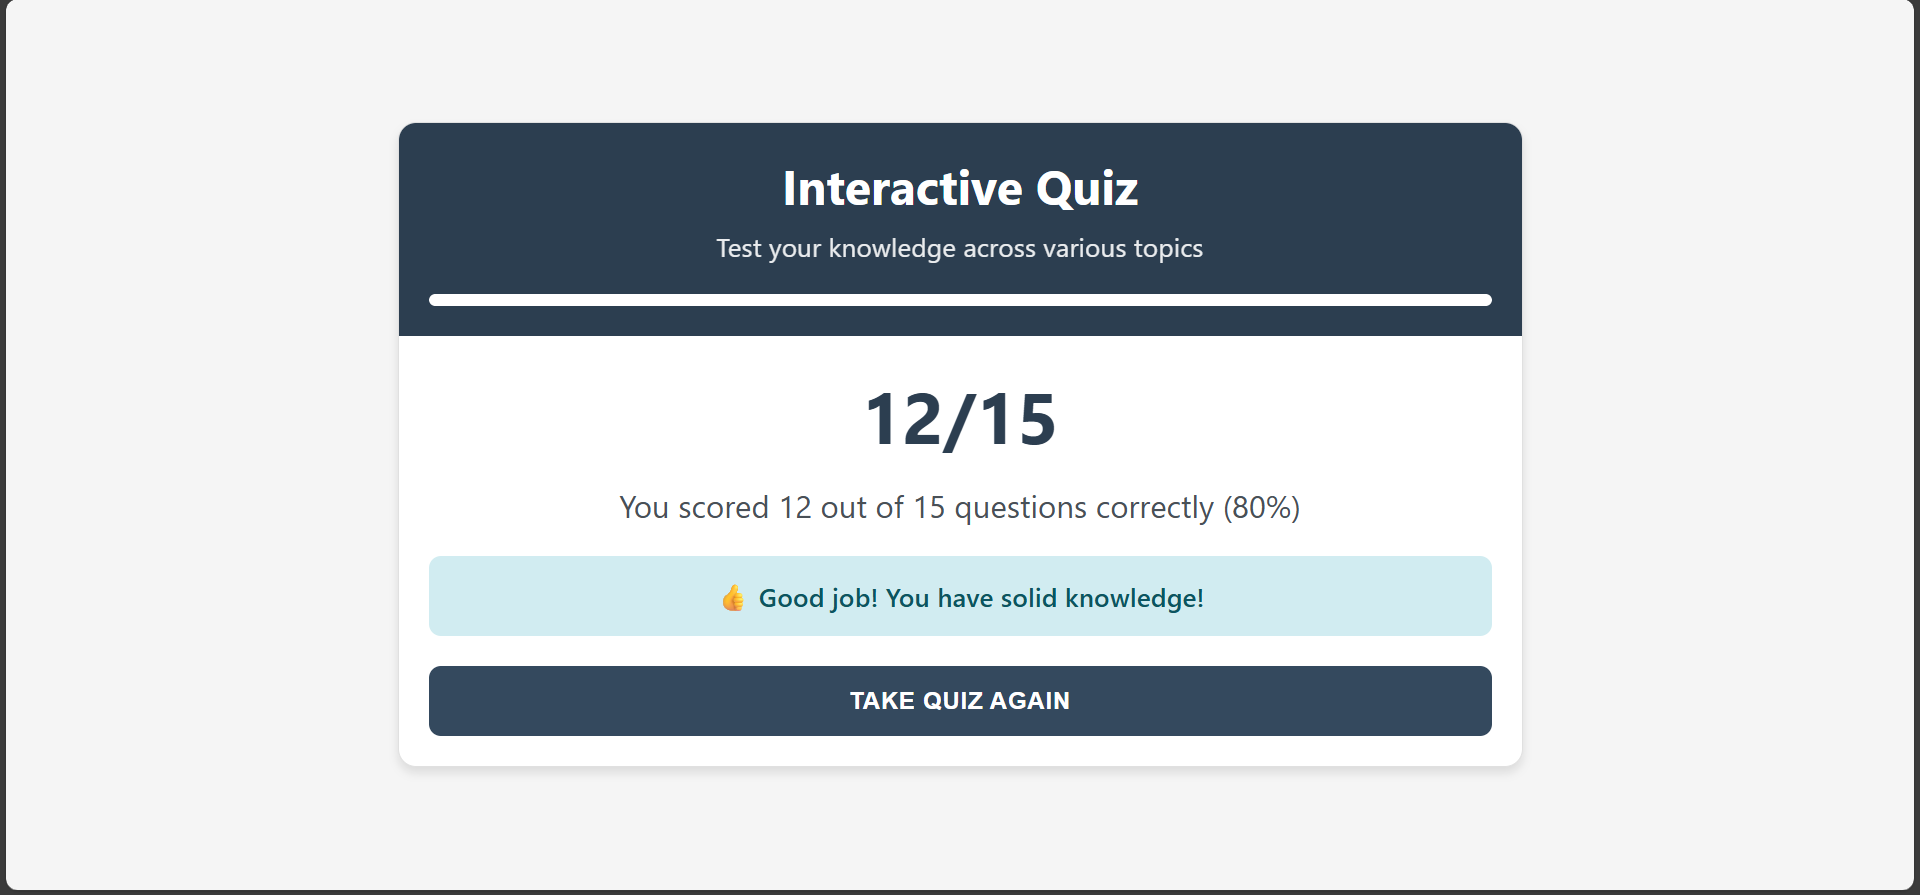 Interactive Quiz
Test your knowledge across various topics
12/15
You scored 12 out of 15 questions correctly (80%)
👍 Good job! You have solid knowledge!
TAKE QUIZ AGAIN